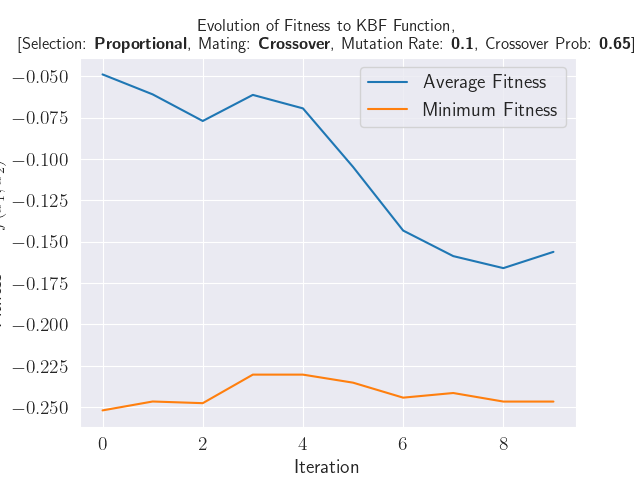 Evolution of Fitness to KBF Function,
[Selection: Proportional, Mating: Crossover, Mutation Rate: 0.1, Crossover Prob: 0.65]
Average Fitness
Minimum Fitness
−0.050
−0.075
−0.100
−0.125
−0.150
−0.175
−0.200
−0.225
−0.250
0 2 4 6 8
Iteration